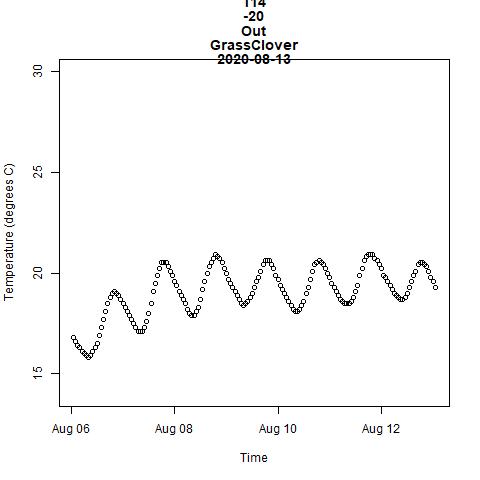 114
-20
Out
GrassClover
2020-08-13
30
25
20
15
Temperature (degrees C)
Aug 06
Aug 08
Aug 10
Aug 12
Time